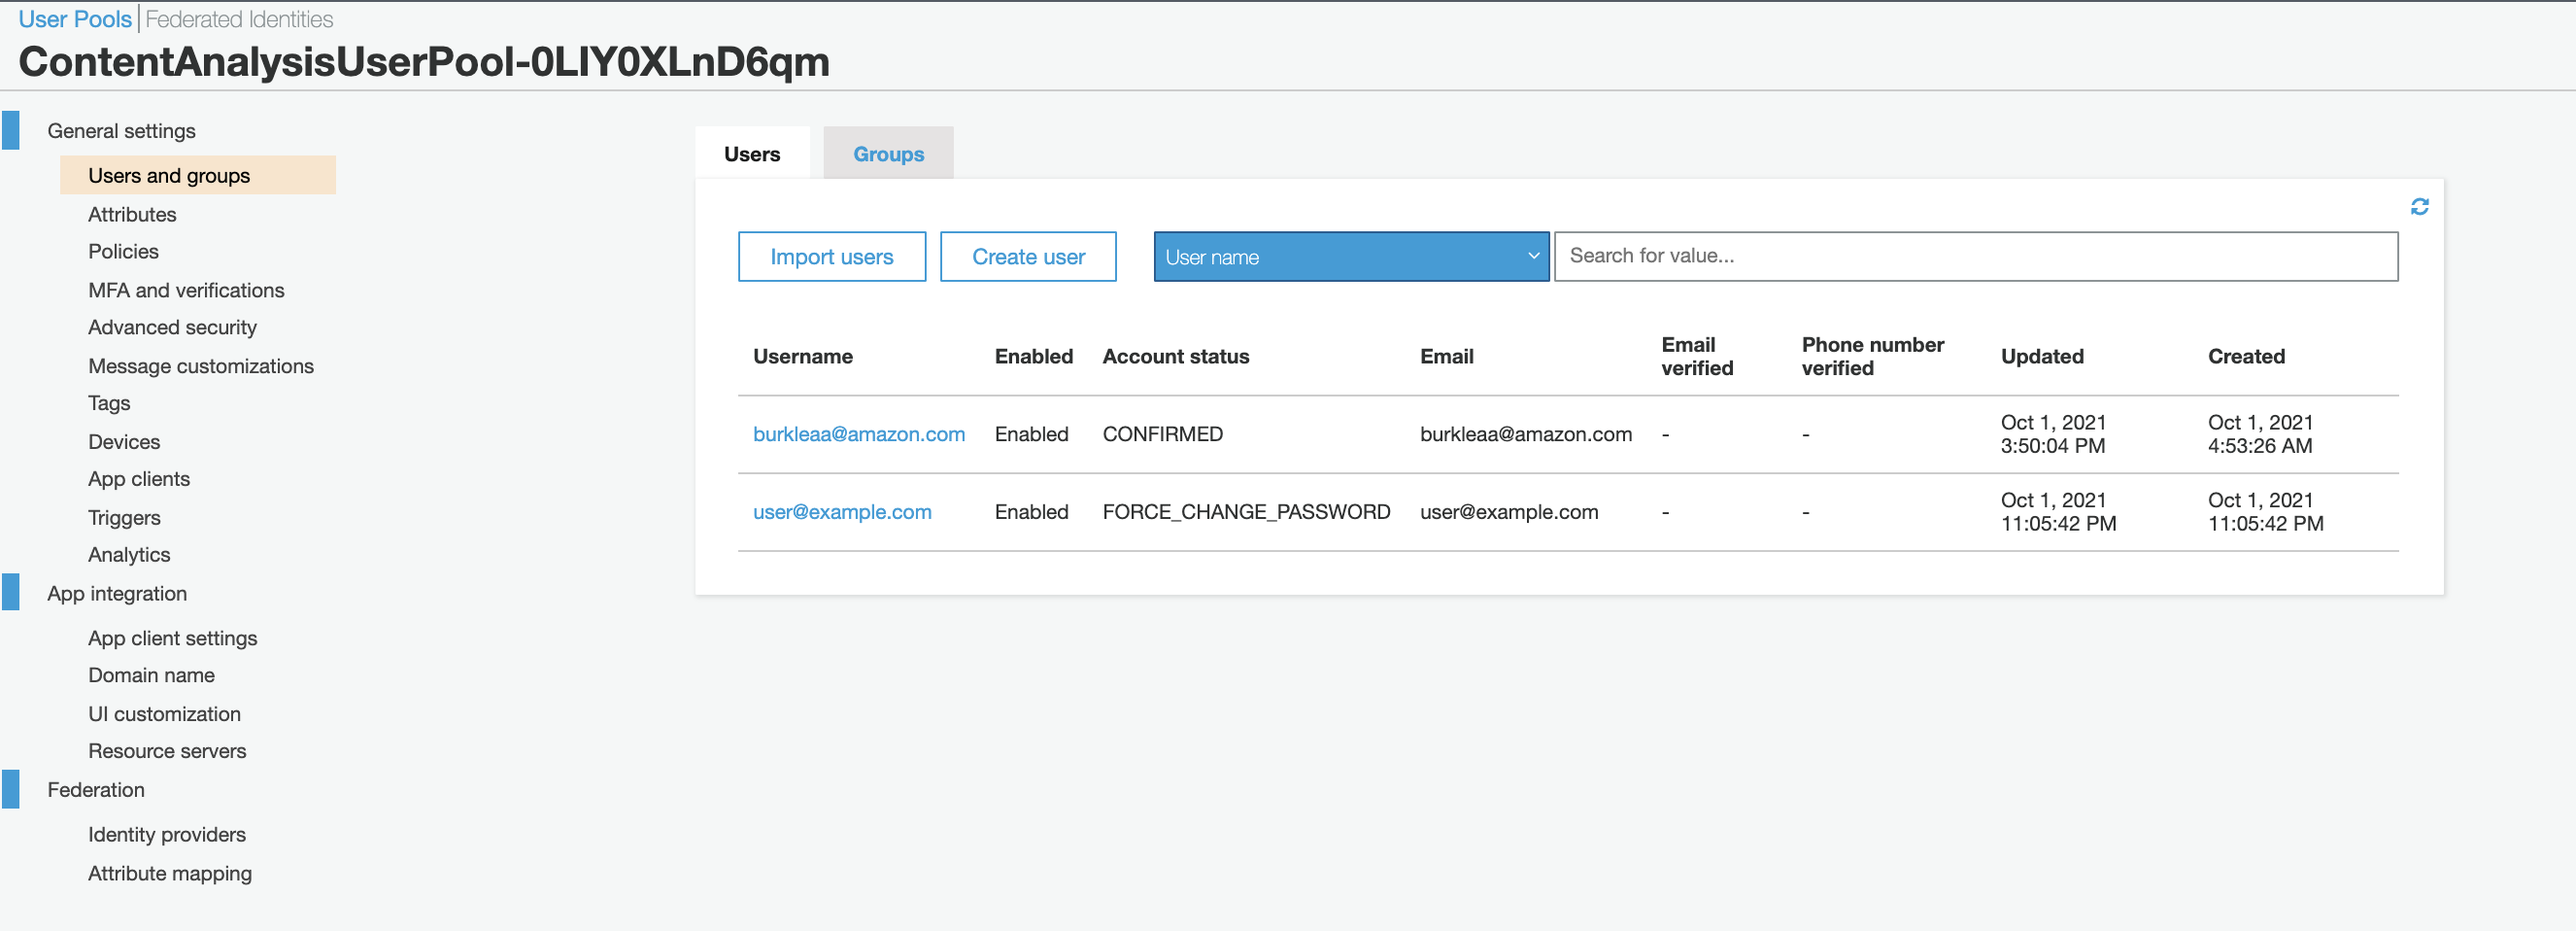 User Pools | Federated Identities
ContentAnalysisUserPool-0LIY0XLnD6qm
General settings
Users and groups
Attributes
Policies
MFA and verifications
Advanced security
Message customizations
Tags
Devices
App clients
Triggers
Analytics
App integration
App client settings
Domain name
UI customization
Resource servers
Federation
Identity providers
Attribute mapping
Users Groups
Import users Create user User name Search for value...
Username Enabled Account status Email Email verified Phone number verified Updated Created
burkleaa@amazon.com Enabled CONFIRMED burkleaa@amazon.com - - Oct 1, 2021 3:50:04 PM Oct 1, 2021 4:53:26 AM
user@example.com Enabled FORCE_CHANGE_PASSWORD user@example.com - - Oct 1, 2021 11:05:42 PM Oct 1, 2021 11:05:42 PM